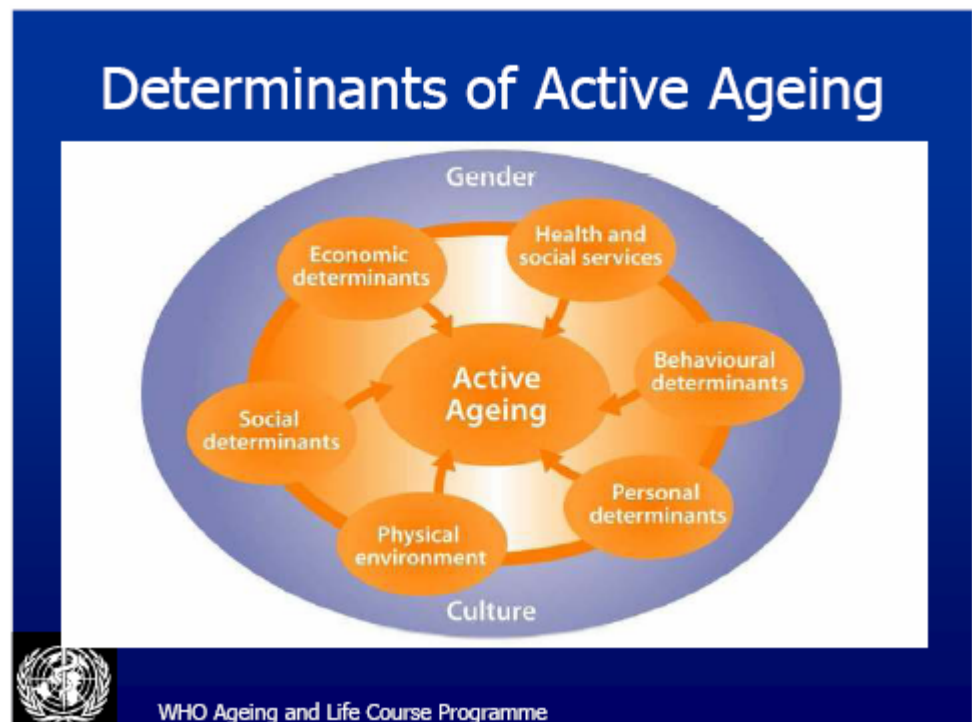 Determinants of Active Ageing
Gender
Economic
determinants
Health and
social services
Active
Ageing
Behavioural
determinants
Social
determinants
Personal
determinants
Physical
environment
Culture
WHO Ageing and Life Course Programme